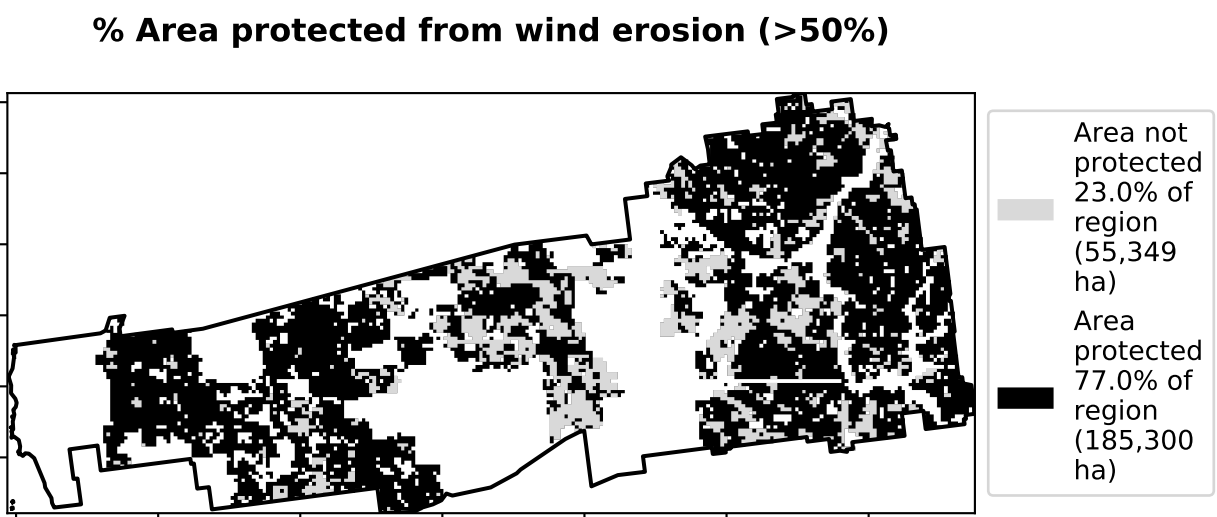 % Area protected from wind erosion (>50%)
Area not
protected
23.0% of
region
(55,349
ha)
Area
protected
77.0% of
region
(185,300
ha)